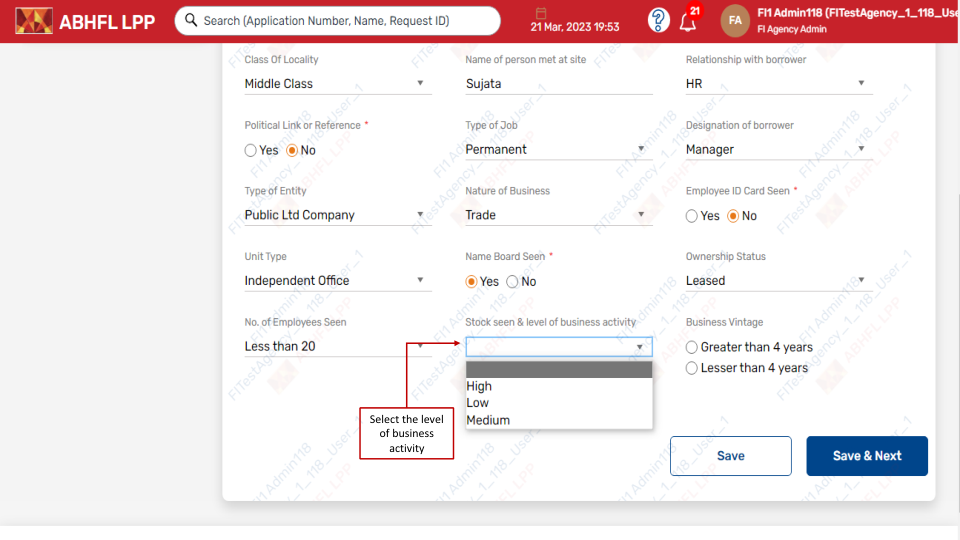 ABHFL LPP
Search (Application Number, Name, Request ID)
21 Mar, 2023 19:53
21
FA
FI1 Admin118 (FITestAgency_1_118_Use
FI Agency Admin
Class Of Locality
Name of person met at site
Relationship with borrower
Middle Class
Sujata
HR
Political Link or Reference *
Type of Job
Designation of borrower
Yes No
Permanent
Manager
Type of Entity
Nature of Business
Employee ID Card Seen *
Public Ltd Company
Trade
Yes No
Unit Type
Name Board Seen *
Ownership Status
Independent Office
Yes No
Leased
No. of Employees Seen
Stock seen & level of business activity
Business Vintage
Less than 20
Greater than 4 years
Lesser than 4 years
High
Low
Medium
Select the level
of business
activity
Save
Save & Next